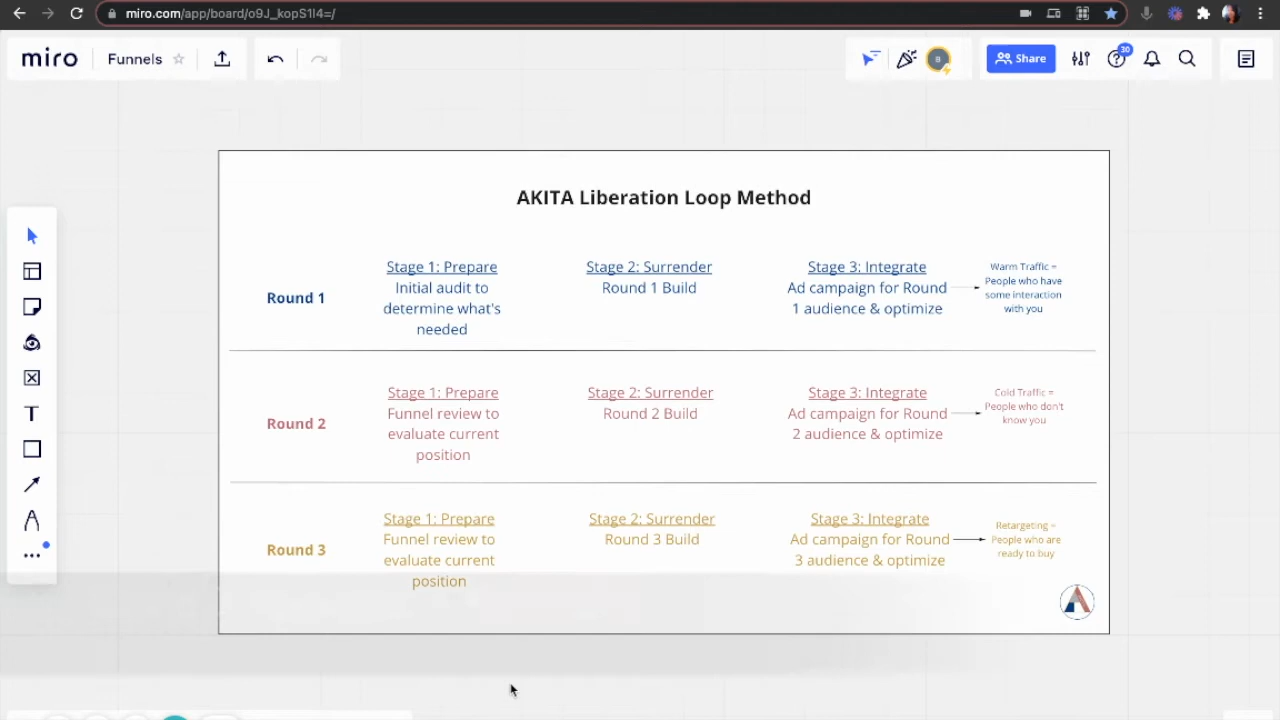 miro.com/app/board/o9J_kopS1I4=/
miro
Funnels
Share
30
B
AKITA Liberation Loop Method
Round 1
Stage 1: Prepare
Initial audit to
determine what's
needed
Stage 2: Surrender
Round 1 Build
Stage 3: Integrate
Ad campaign for Round
1 audience & optimize
Warm Traffic =
People who have
some interaction
with you
Round 2
Stage 1: Prepare
Funnel review to
evaluate current
position
Stage 2: Surrender
Round 2 Build
Stage 3: Integrate
Ad campaign for Round
2 audience & optimize
Cold Traffic =
People who don't
know you
Round 3
Stage 1: Prepare
Funnel review to
evaluate current
position
Stage 2: Surrender
Round 3 Build
Stage 3: Integrate
Ad campaign for Round
3 audience & optimize
Retargeting =
People who are
ready to buy